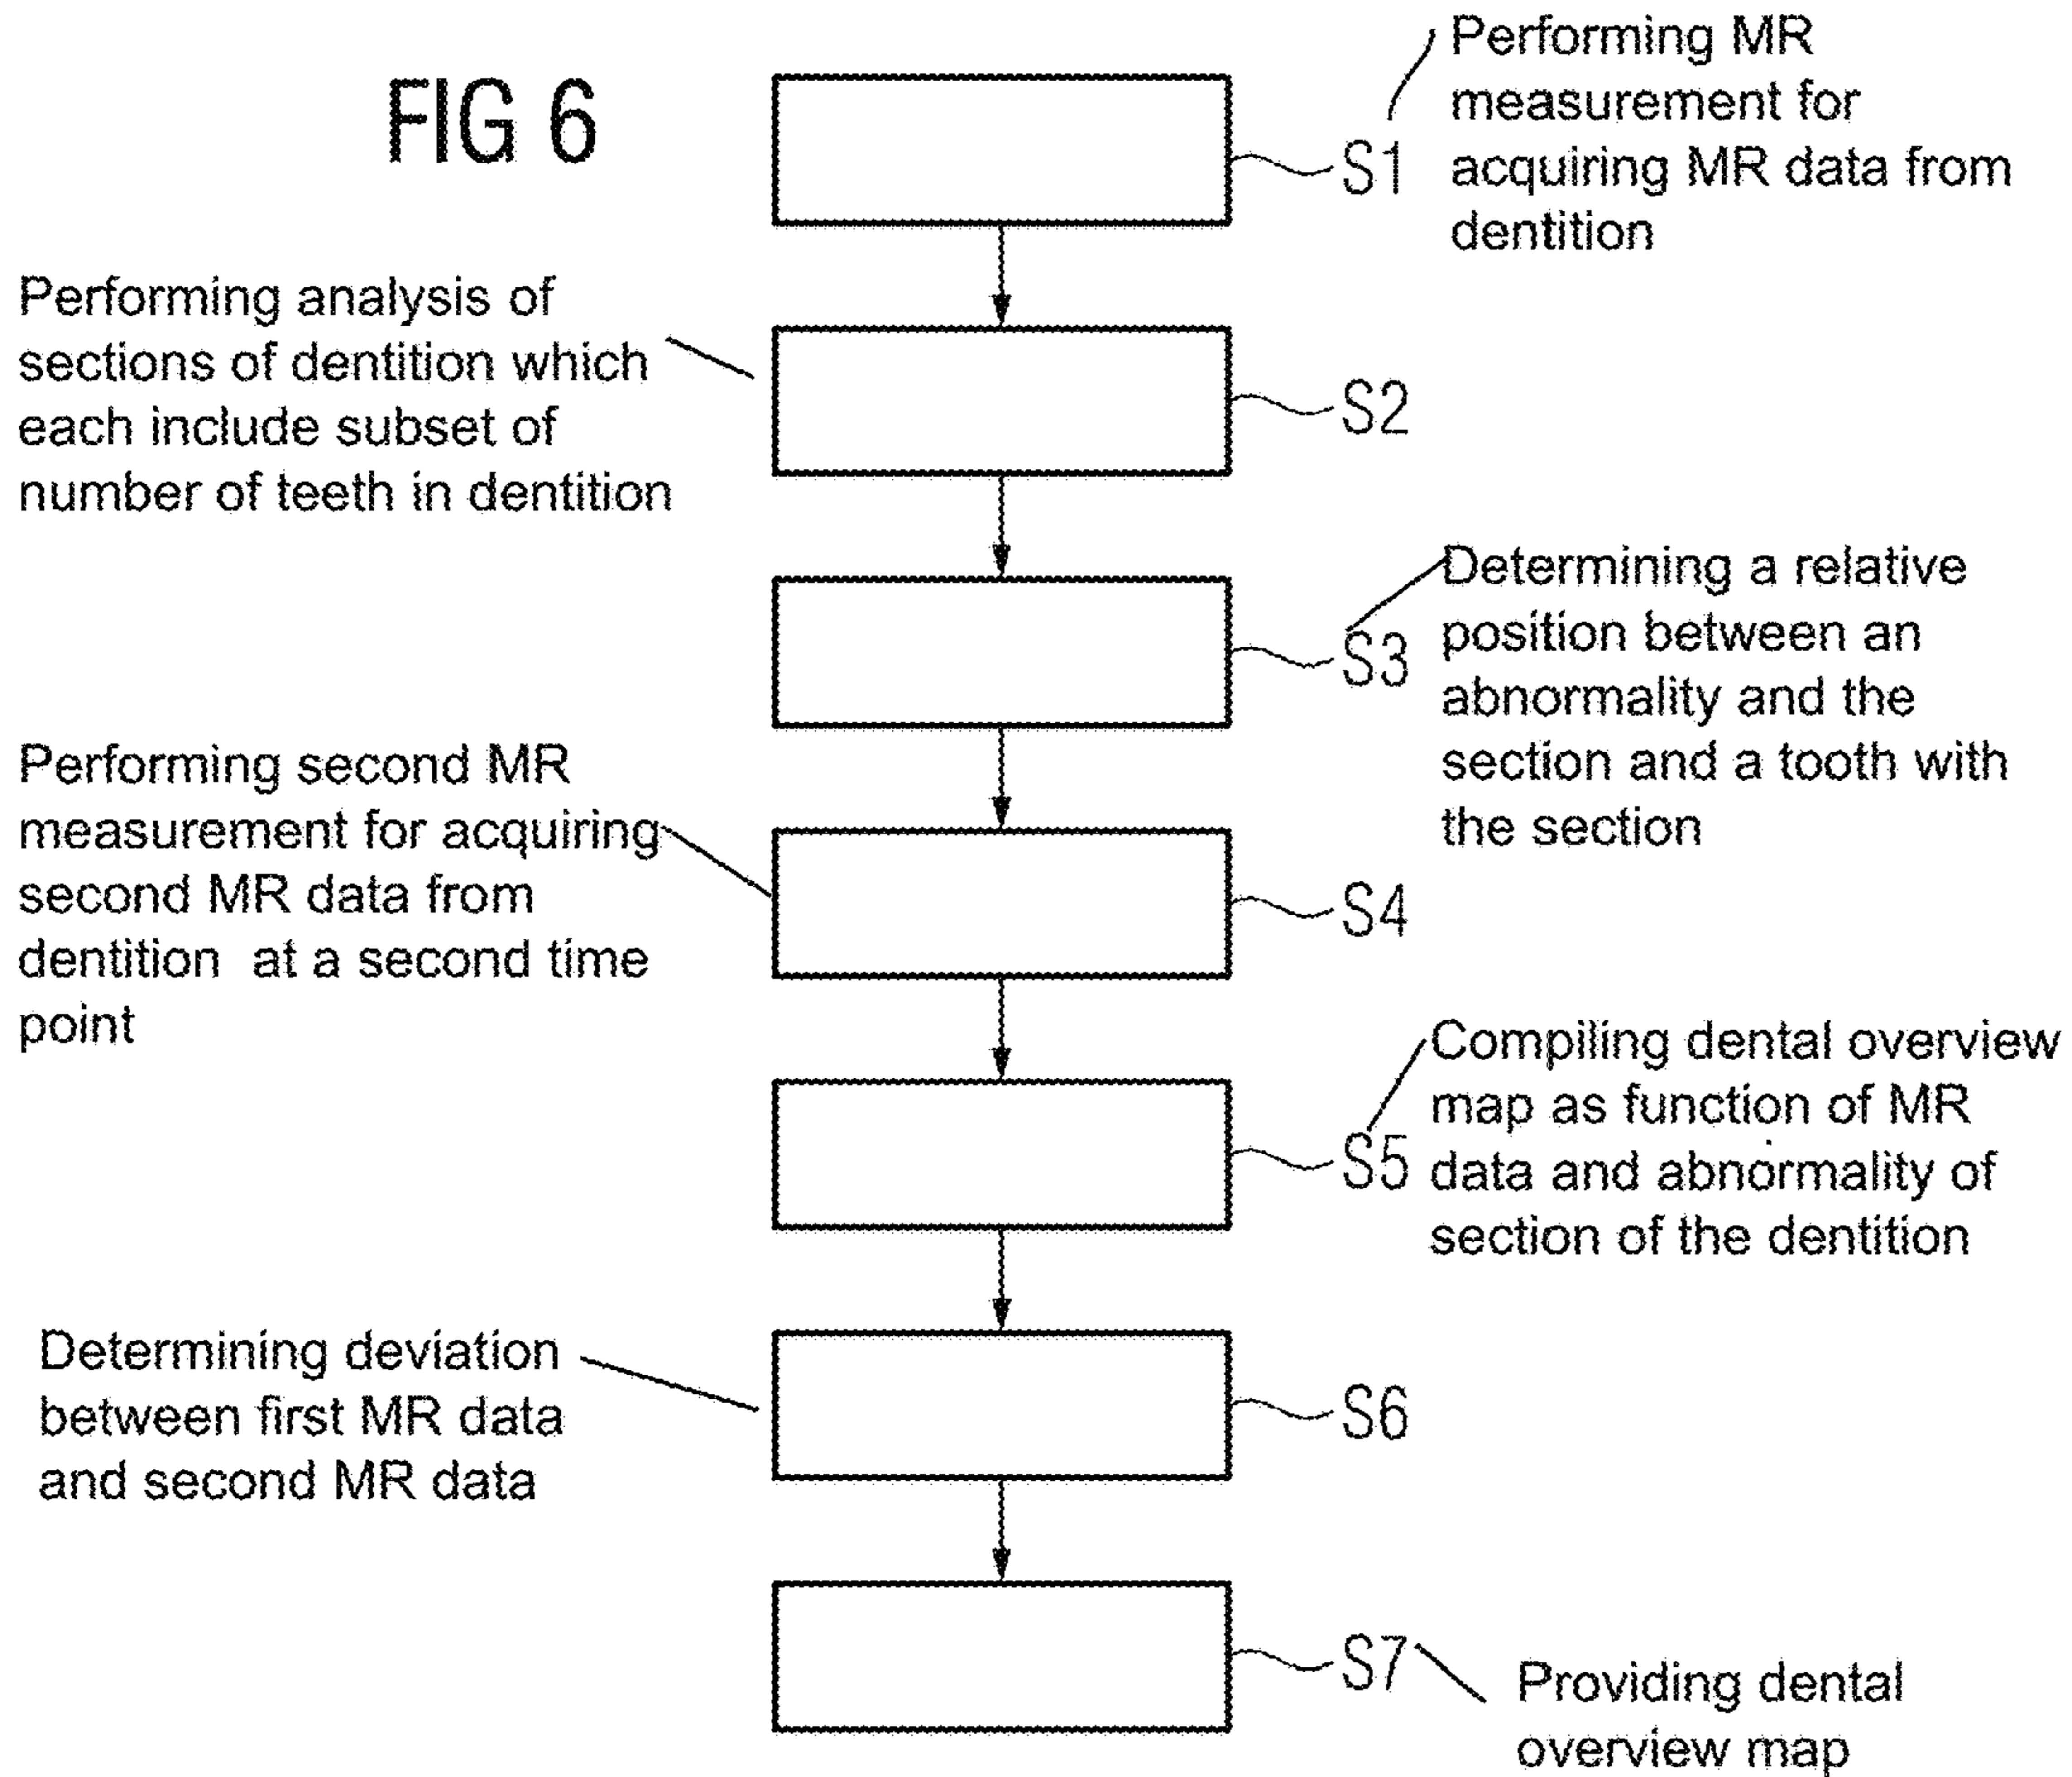 FIG 6
Performing MR
measurement for
acquiring MR data from
dentition
S1
Performing analysis of
sections of dentition which
each include subset of
number of teeth in dentition
S2
Determining a relative
position between an
abnormality and the
section and a tooth with
the section
S3
Performing second MR
measurement for acquiring
second MR data from
dentition at a second time
point
S4
Compiling dental overview
map as function of MR
data and abnormality of
section of the dentition
S5
Determining deviation
between first MR data
and second MR data
S6
S7
Providing dental
overview map